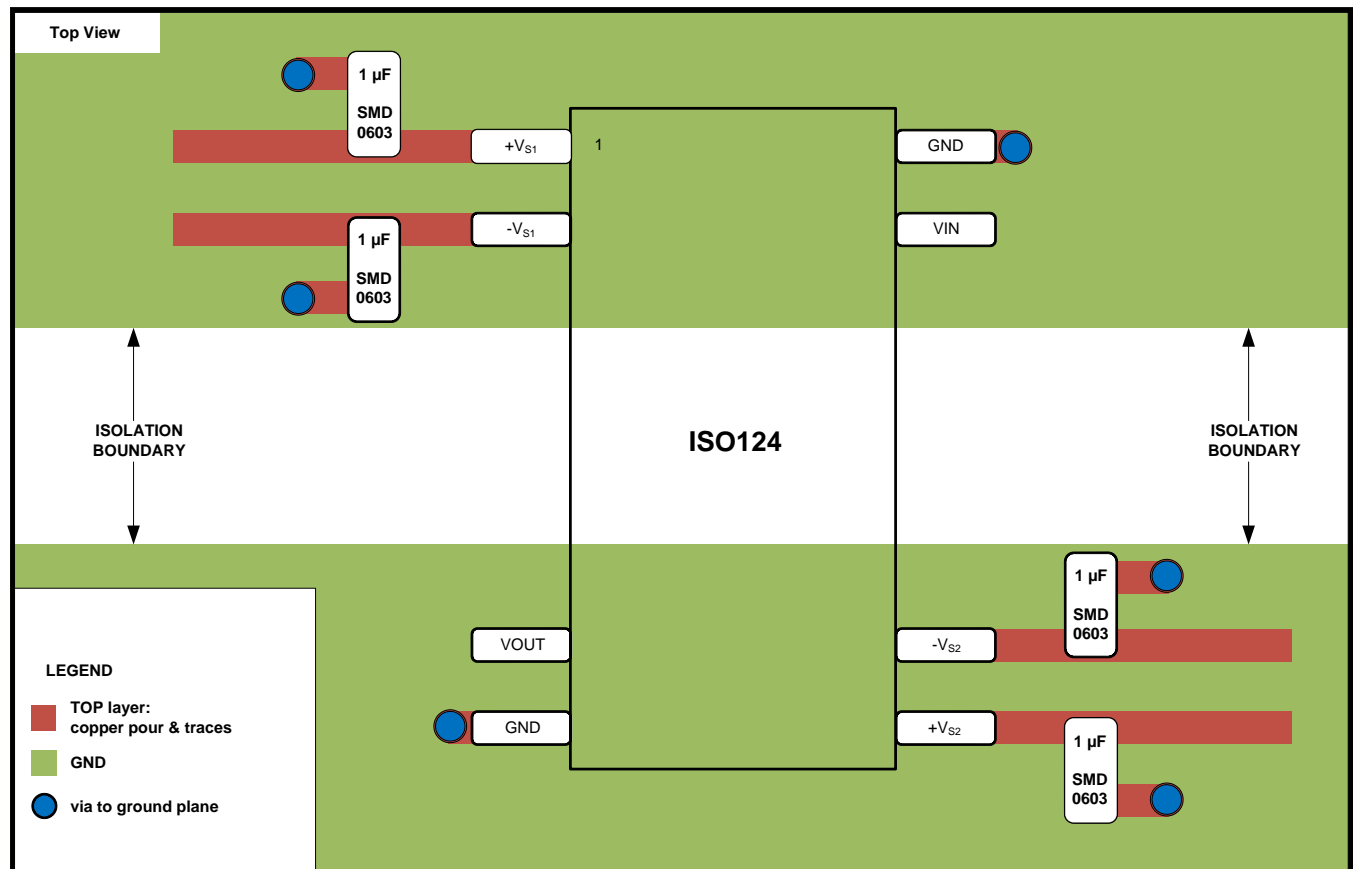 Top View
1 µF
SMD
0603
+VS1
1
GND
-VS1
VIN
1 µF
SMD
0603
ISOLATION
BOUNDARY
ISO124
ISOLATION
BOUNDARY
1 µF
SMD
0603
VOUT
-VS2
GND
+VS2
1 µF
SMD
0603
LEGEND
TOP layer:
copper pour & traces
GND
via to ground plane